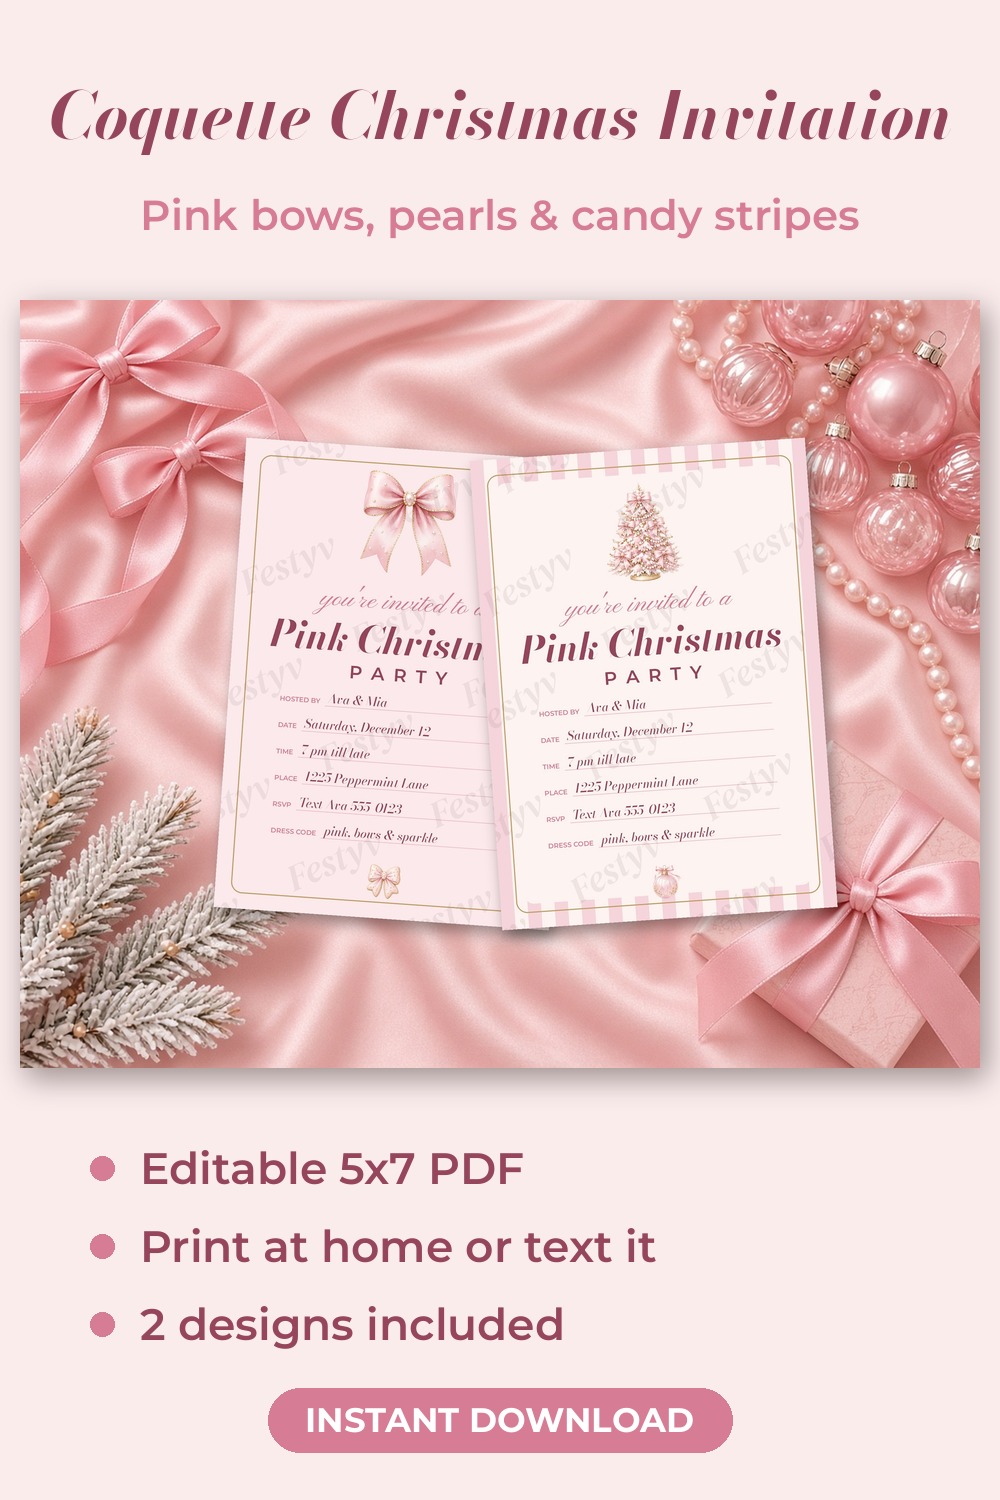 Coquette Christmas Invitation
Pink bows, pearls & candy stripes
you're invited to a
Pink Christm
PARTY
HOSTED BY Ava & Mia
DATE Saturday, December 12
TIME 7 pm till late
PLACE 1225 Peppermint Lane
RSVP Text Ava 555 0123
DRESS CODE pink, bows & sparkle
you're invited to a
Pink Christmas
PARTY
HOSTED BY Ava & Mia
DATE Saturday, December 12
TIME 7 pm till late
PLACE 1225 Peppermint Lane
RSVP Text Ava 555 0123
DRESS CODE pink, bows & sparkle
Festyv
Editable 5x7 PDF
Print at home or text it
2 designs included
INSTANT DOWNLOAD